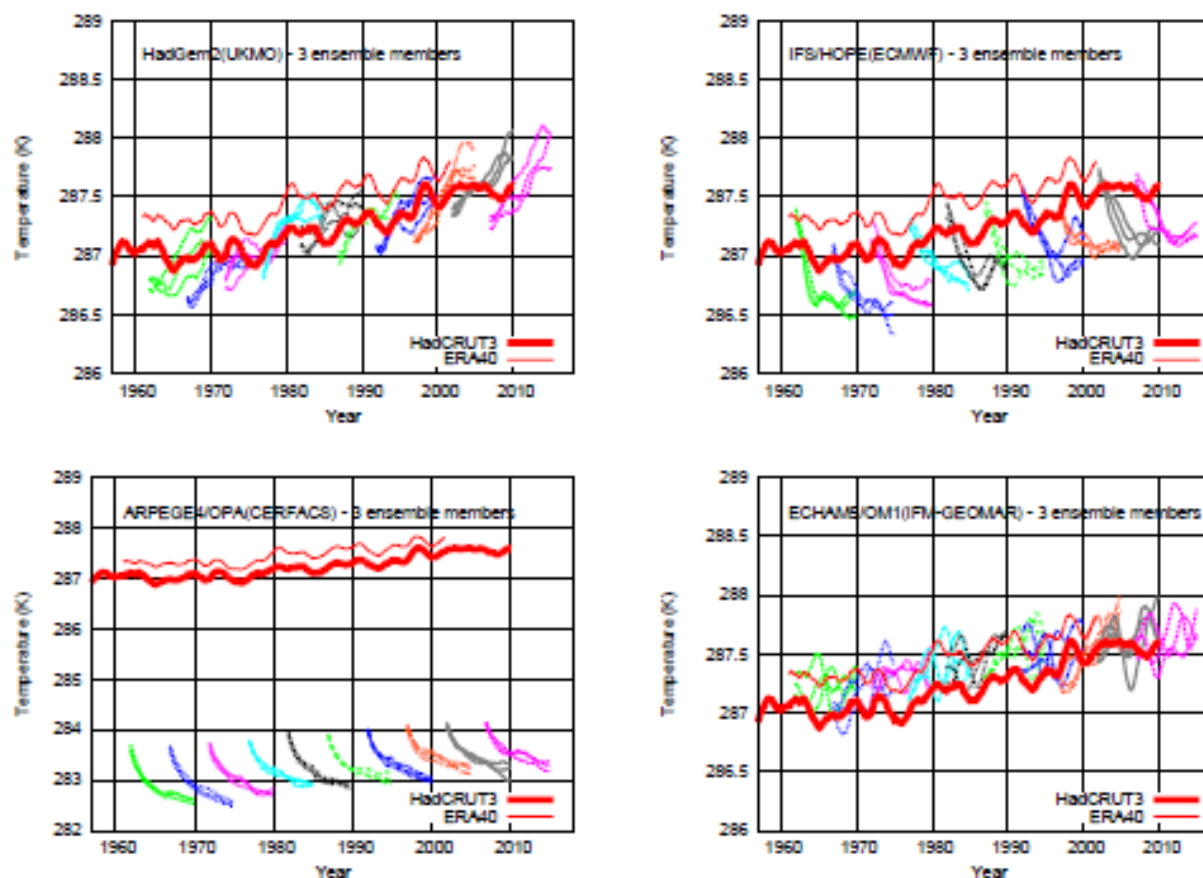 289
288.5
288
287.5
287
286.5
286
Temperature (K)
HadGem2(UKMO) - 3 ensemble members
HadCRUT3
ERA40
1960 1970 1980 1990 2000 2010
Year
289
288.5
288
287.5
287
286.5
286
Temperature (K)
IFS/HOPE(ECMWF) - 3 ensemble members
HadCRUT3
ERA40
1960 1970 1980 1990 2000 2010
Year
289
288
287
286
285
284
283
282
Temperature (K)
ARPEGE4/OPA(CERFACS) - 3 ensemble members
HadCRUT3
ERA40
1960 1970 1980 1990 2000 2010
Year
289
288.5
288
287.5
287
286.5
286
Temperature (K)
ECHAM5/OM1(IFM-GEOMAR) - 3 ensemble members
HadCRUT3
ERA40
1960 1970 1980 1990 2000 2010
Year